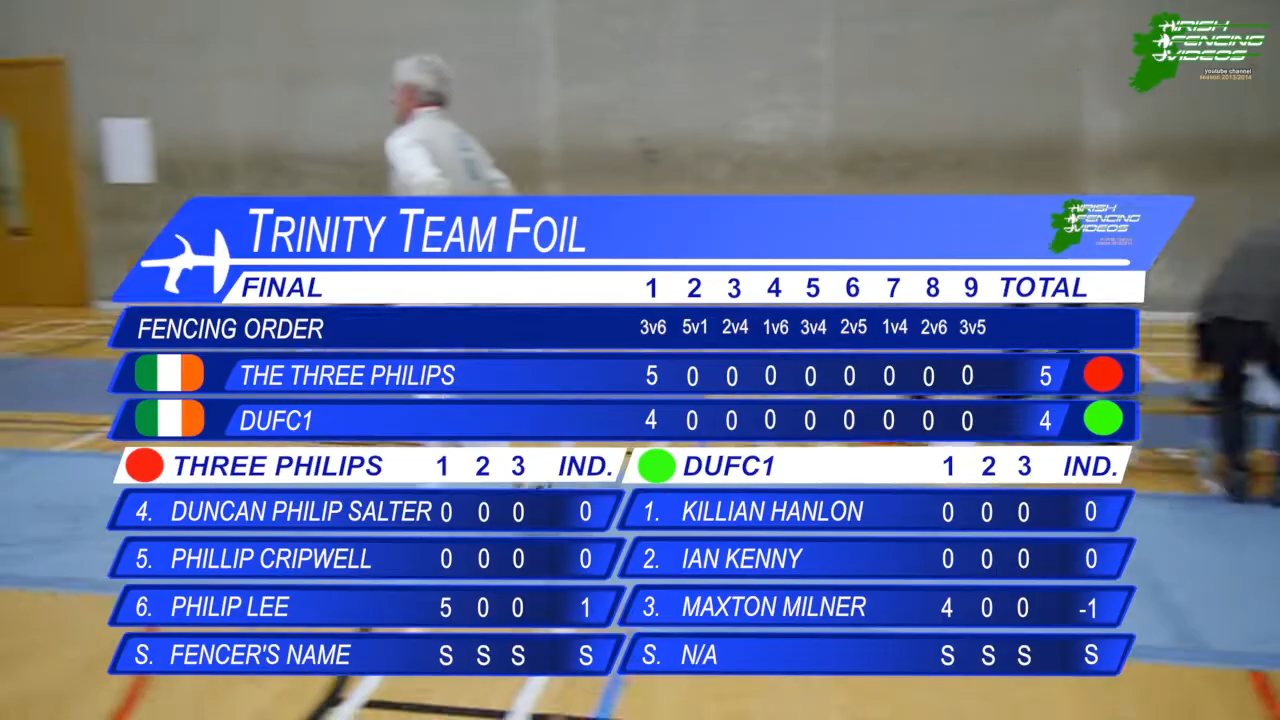 IRISH
FENCING
VIDEOS
youtube channel
season 2013/2014
TRINITY TEAM FOIL
IRISH
FENCING
VIDEOS
FINAL 1 2 3 4 5 6 7 8 9 TOTAL
FENCING ORDER 3v6 5v1 2v4 1v6 3v4 2v5 1v4 2v6 3v5
THE THREE PHILIPS 5 0 0 0 0 0 0 0 0 5
DUFC1 4 0 0 0 0 0 0 0 0 4
THREE PHILIPS 1 2 3 IND. DUFC1 1 2 3 IND.
4. DUNCAN PHILIP SALTER 0 0 0 0 1. KILLIAN HANLON 0 0 0 0
5. PHILLIP CRIPWELL 0 0 0 0 2. IAN KENNY 0 0 0 0
6. PHILIP LEE 5 0 0 1 3. MAXTON MILNER 4 0 0 -1
S. FENCER'S NAME S S S S S. N/A S S S S